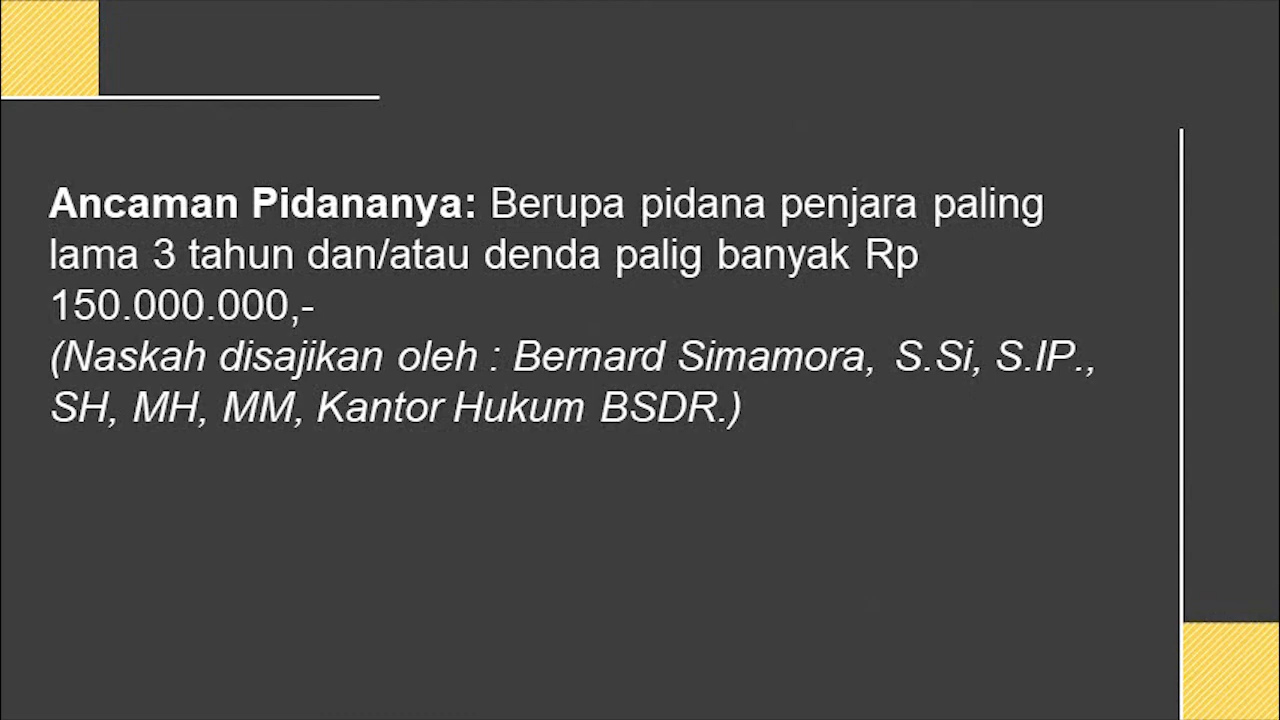 Ancaman Pidananya: Berupa pidana penjara paling
lama 3 tahun dan/atau denda palig banyak Rp
150.000.000,-
(Naskah disajikan oleh : Bernard Simamora, S.Si, S.IP.,
SH, MH, MM, Kantor Hukum BSDR.)